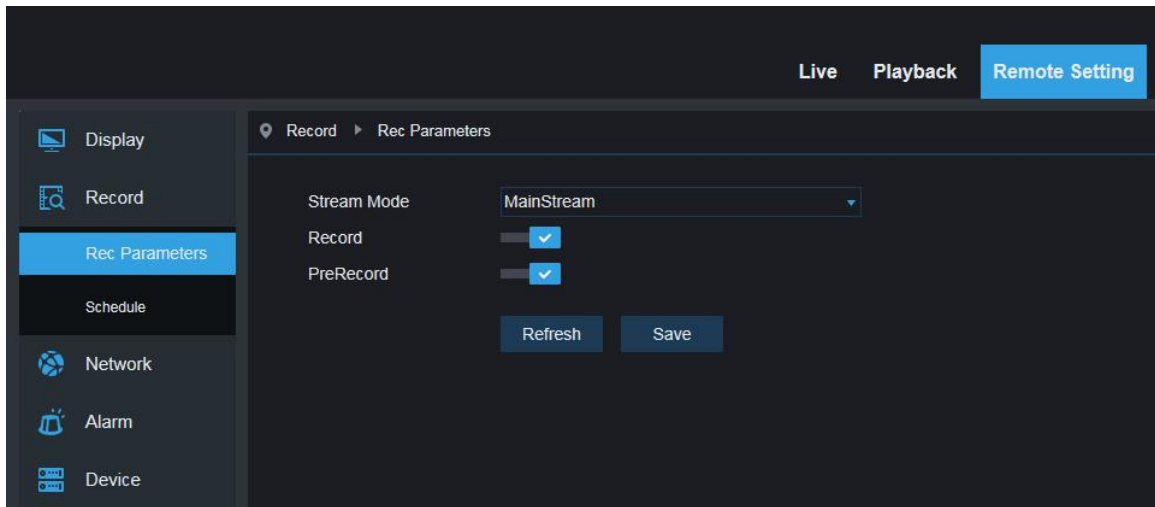 Live Playback Remote Setting
Display
Record
Rec Parameters
Schedule
Network
Alarm
Device
Record Rec Parameters
Stream Mode MainStream
Record
PreRecord
Refresh Save